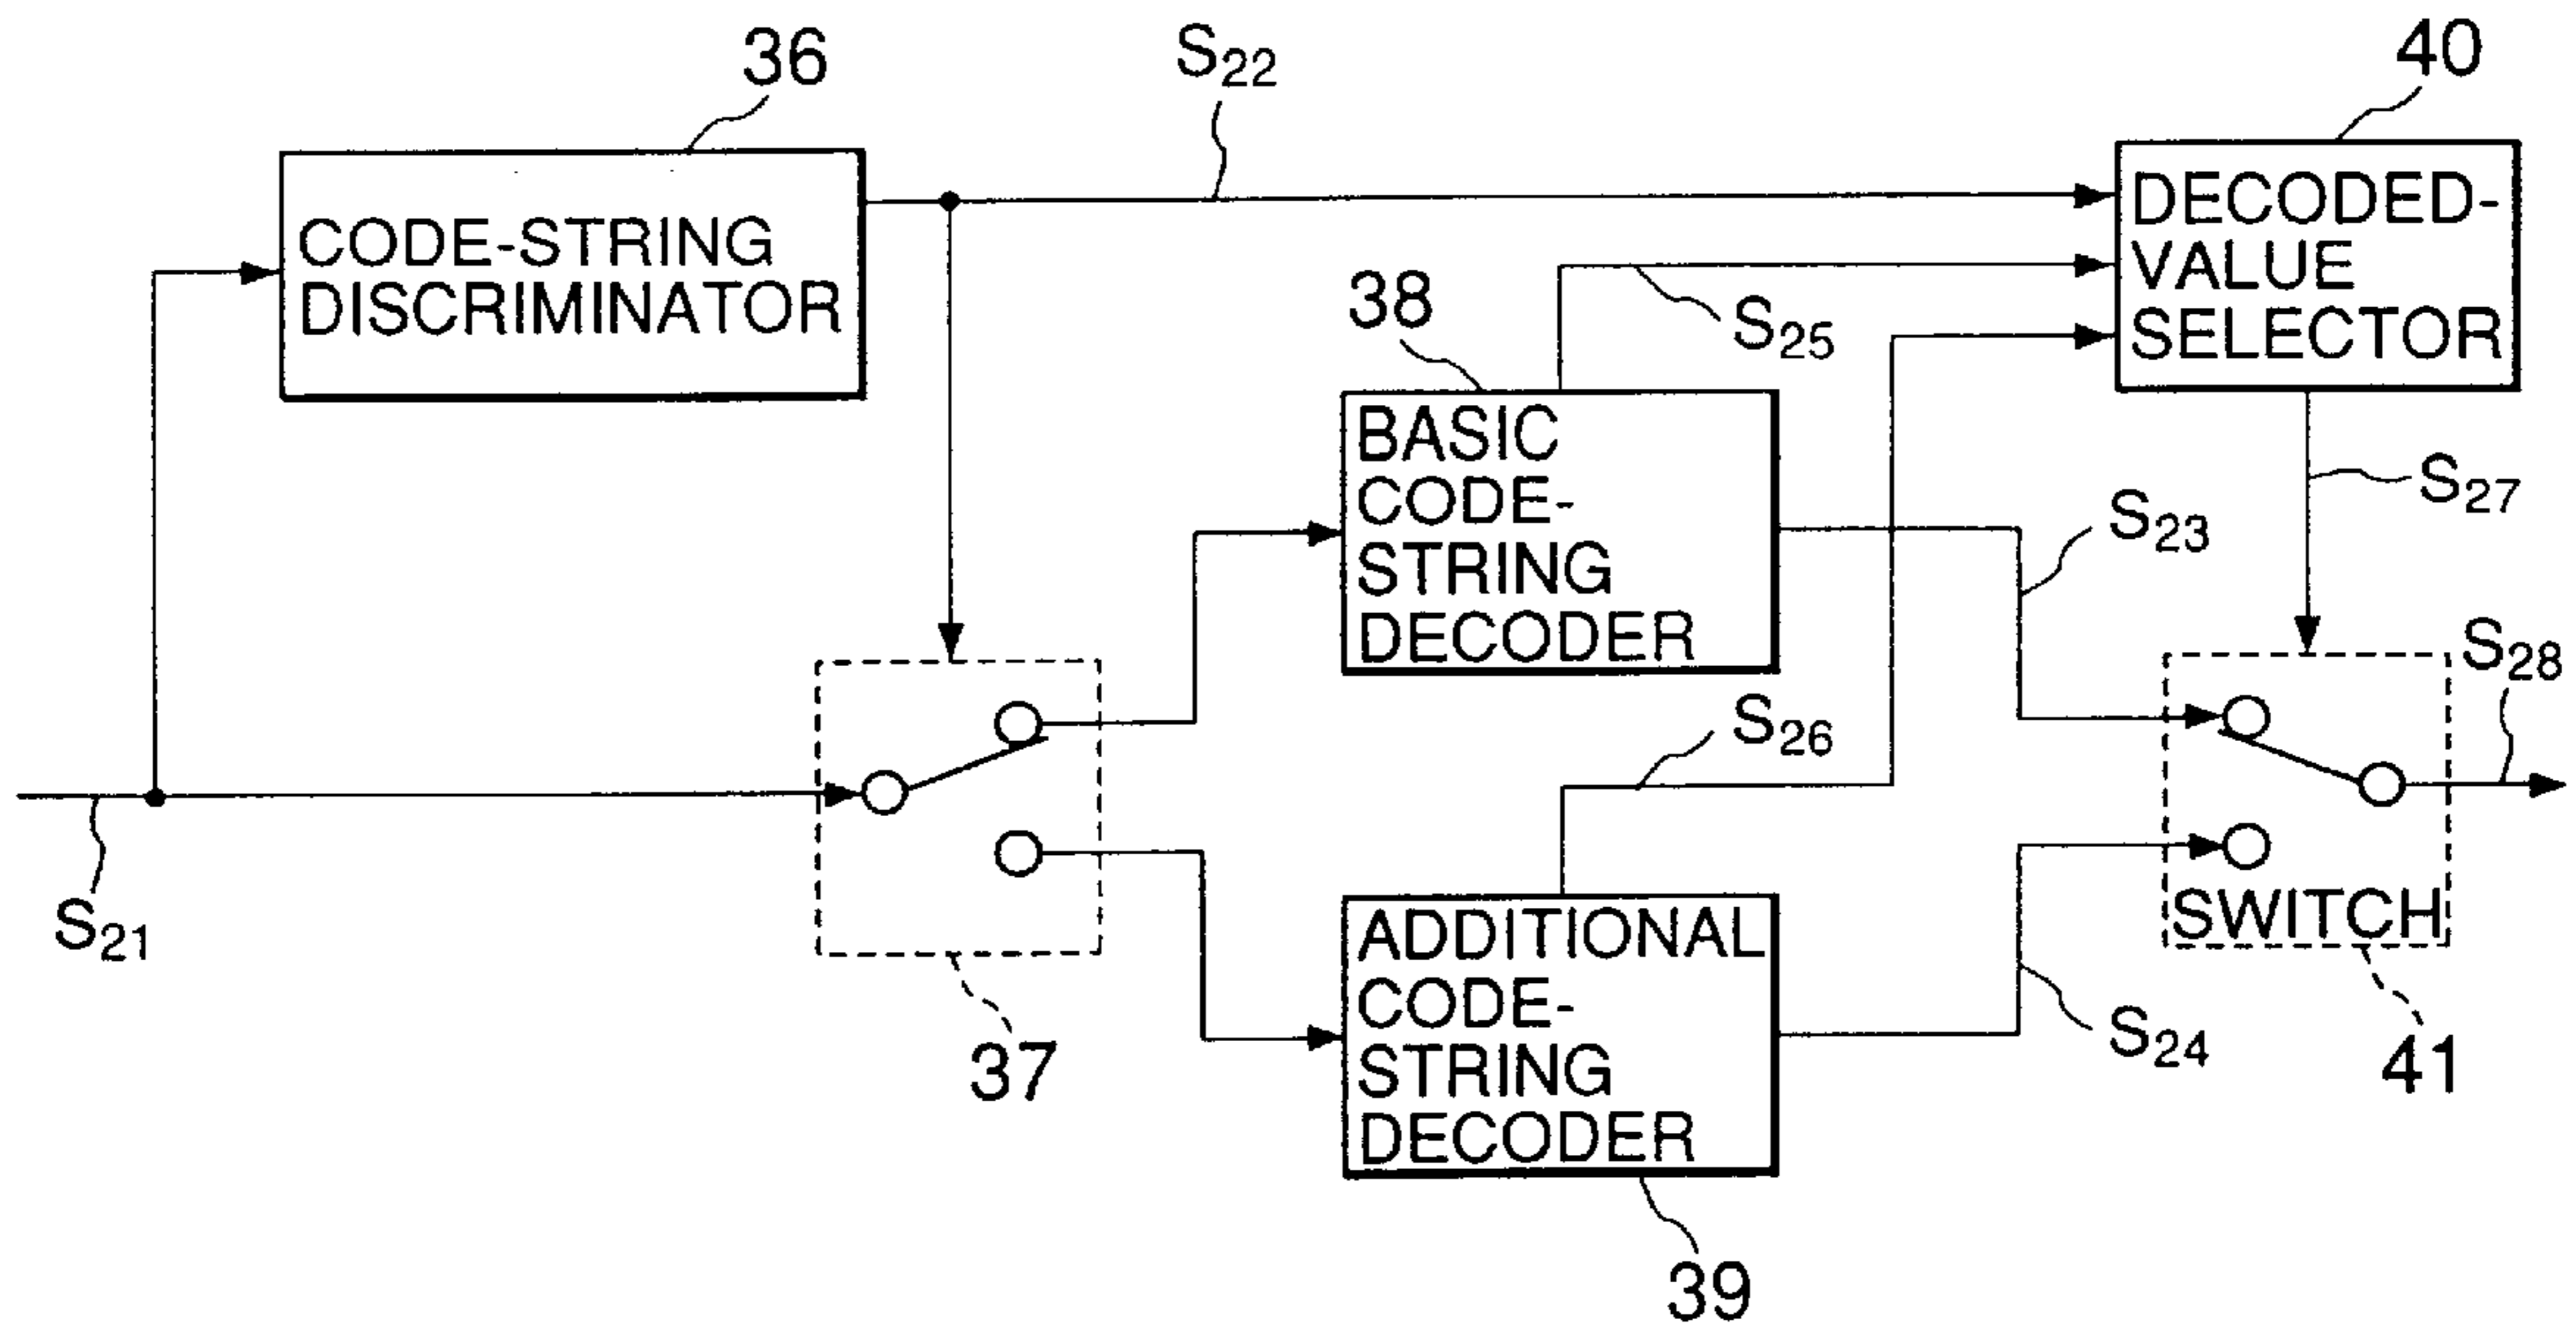 36
S22
40
CODE-STRING
DISCRIMINATOR
DECODED-
VALUE
SELECTOR
38
S25
BASIC
CODE-
STRING
DECODER
S27
S23
S28
S26
S21
37
ADDITIONAL
CODE-
STRING
DECODER
SWITCH
S24
41
39